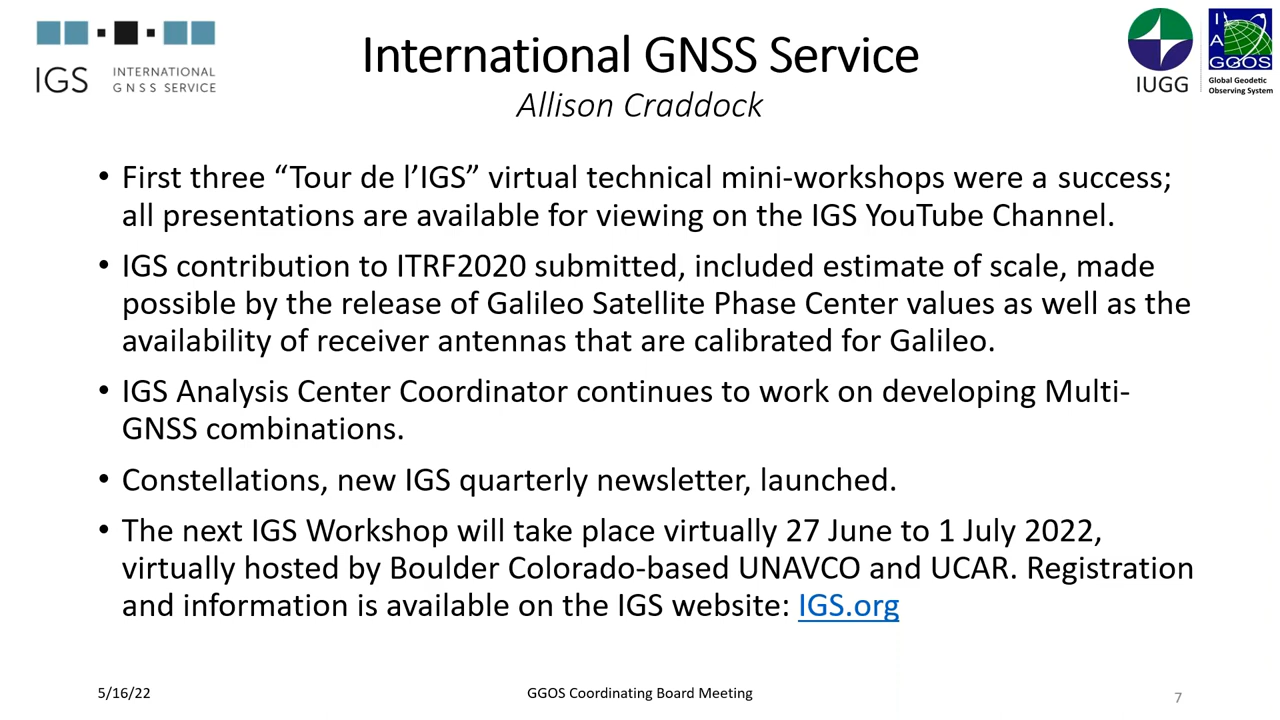 IGS INTERNATIONAL
GNSS SERVICE
International GNSS Service
Allison Craddock
IUGG
I
A
GGOS
Global Geodetic
Observing System
• First three “Tour de l’IGS” virtual technical mini-workshops were a success;
all presentations are available for viewing on the IGS YouTube Channel.
• IGS contribution to ITRF2020 submitted, included estimate of scale, made
possible by the release of Galileo Satellite Phase Center values as well as the
availability of receiver antennas that are calibrated for Galileo.
• IGS Analysis Center Coordinator continues to work on developing Multi-
GNSS combinations.
• Constellations, new IGS quarterly newsletter, launched.
• The next IGS Workshop will take place virtually 27 June to 1 July 2022,
virtually hosted by Boulder Colorado-based UNAVCO and UCAR. Registration
and information is available on the IGS website: IGS.org
5/16/22
GGOS Coordinating Board Meeting
7